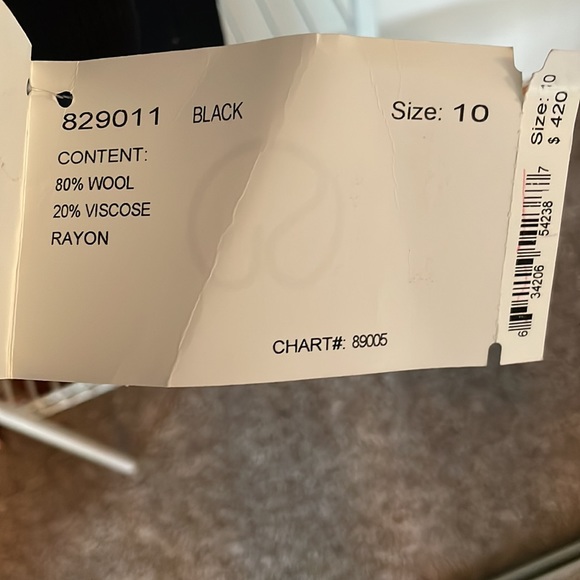 829011 BLACK Size: 10
CONTENT:
80% WOOL
20% VISCOSE
RAYON
CHART#: 89005
Size: 10
$ 420
6 34206 54238 7